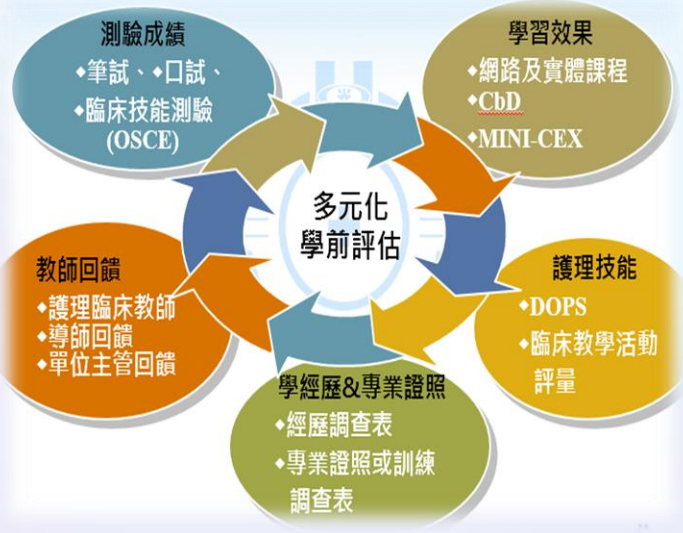 測驗成績
◆筆試、◆口試、
◆臨床技能測驗
(OSCE)
學習效果
◆網路及實體課程
◆CbD
◆MINI-CEX
多元化
學前評估
教師回饋
◆護理臨床教師
◆導師回饋
◆單位主管回饋
護理技能
◆DOPS
◆臨床教學活動
評量
學經歷&專業證照
◆經歷調查表
◆專業證照或訓練
調查表